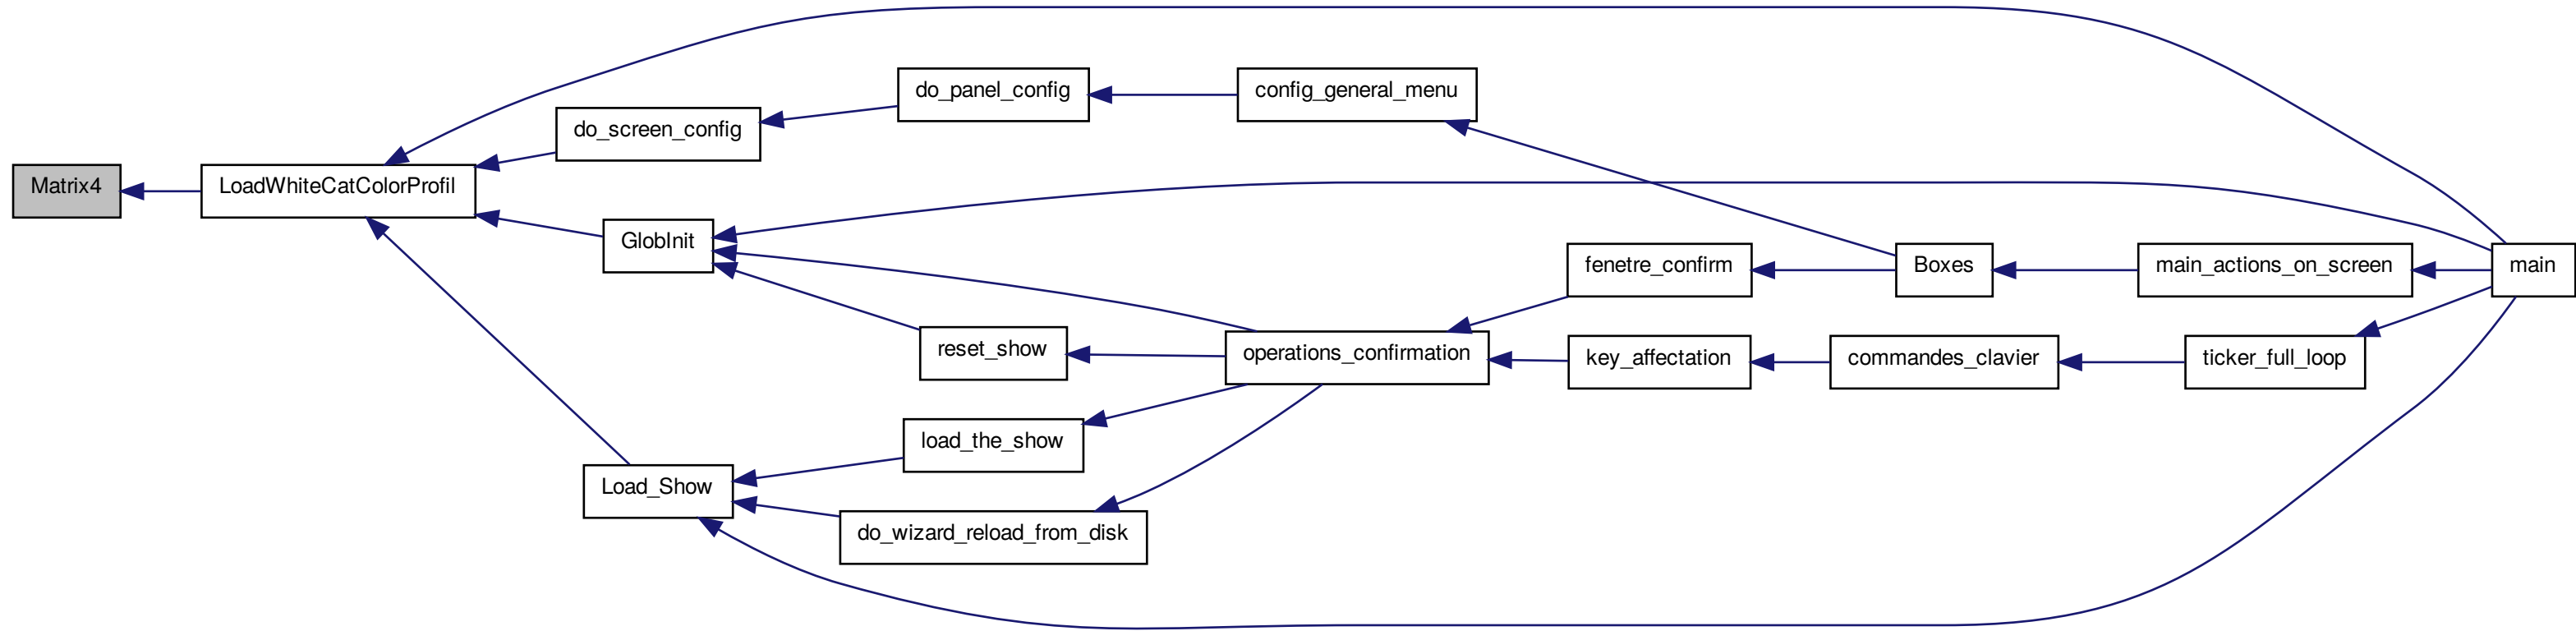 do_panel_config
config_general_menu
do_screen_config
Matrix4
LoadWhiteCatColorProfil
GlobInit
fenetre_confirm
Boxes
main_actions_on_screen
main
reset_show
operations_confirmation
key_affectation
commandes_clavier
ticker_full_loop
load_the_show
Load_Show
do_wizard_reload_from_disk